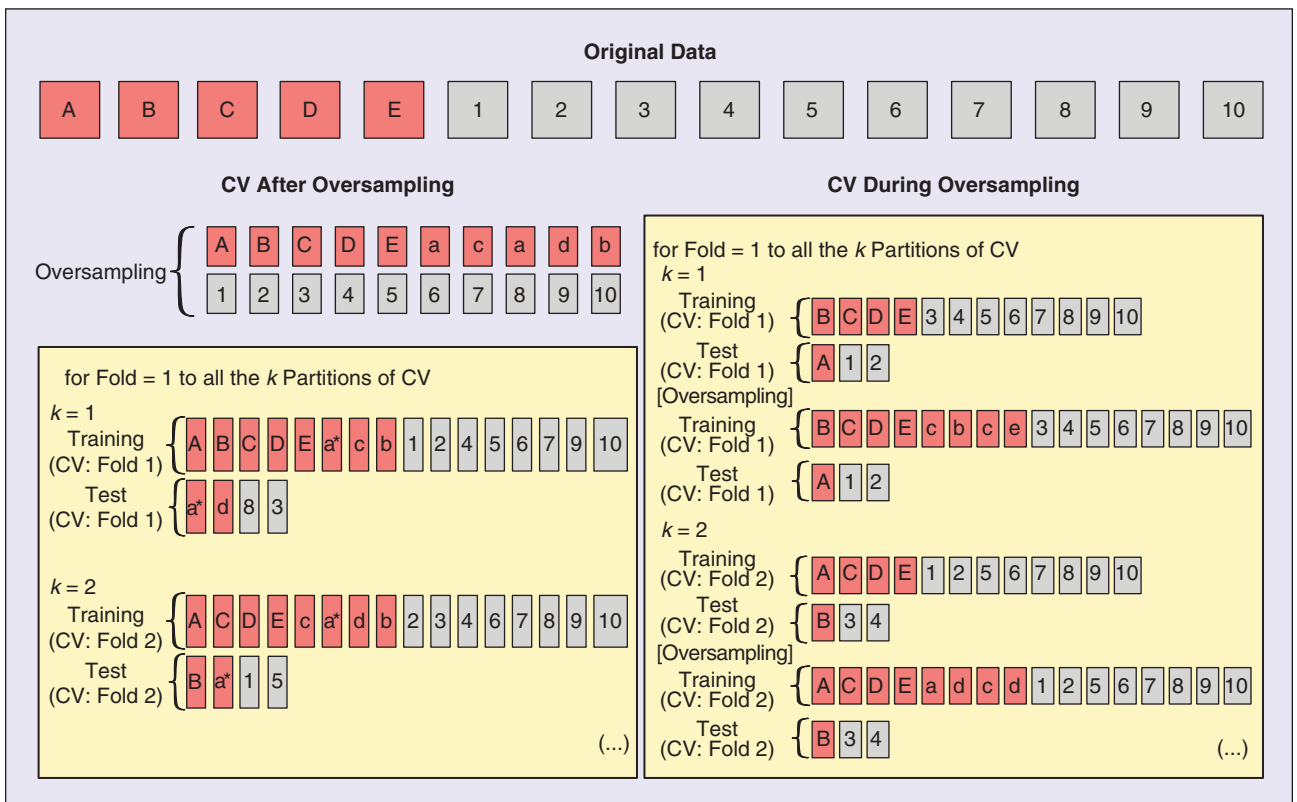 Original Data
A B C D E 1 2 3 4 5 6 7 8 9 10
CV After Oversampling
Oversampling
A B C D E a c a d b
1 2 3 4 5 6 7 8 9 10
for Fold = 1 to all the k Partitions of CV
k = 1
Training
(CV: Fold 1)
A B C D E a* c b 1 2 4 5 6 7 9 10
Test
(CV: Fold 1)
a* d 8 3
k = 2
Training
(CV: Fold 2)
A C D E c a* d b 2 3 4 6 7 8 9 10
Test
(CV: Fold 2)
B a* 1 5
(...)
CV During Oversampling
for Fold = 1 to all the k Partitions of CV
k = 1
Training
(CV: Fold 1)
B C D E 3 4 5 6 7 8 9 10
Test
(CV: Fold 1)
A 1 2
[Oversampling]
Training
(CV: Fold 1)
B C D E c b c e 3 4 5 6 7 8 9 10
Test
(CV: Fold 1)
A 1 2
k = 2
Training
(CV: Fold 2)
A C D E 1 2 5 6 7 8 9 10
Test
(CV: Fold 2)
B 3 4
[Oversampling]
Training
(CV: Fold 2)
A C D E a d c d 1 2 5 6 7 8 9 10
Test
(CV: Fold 2)
B 3 4
(...)